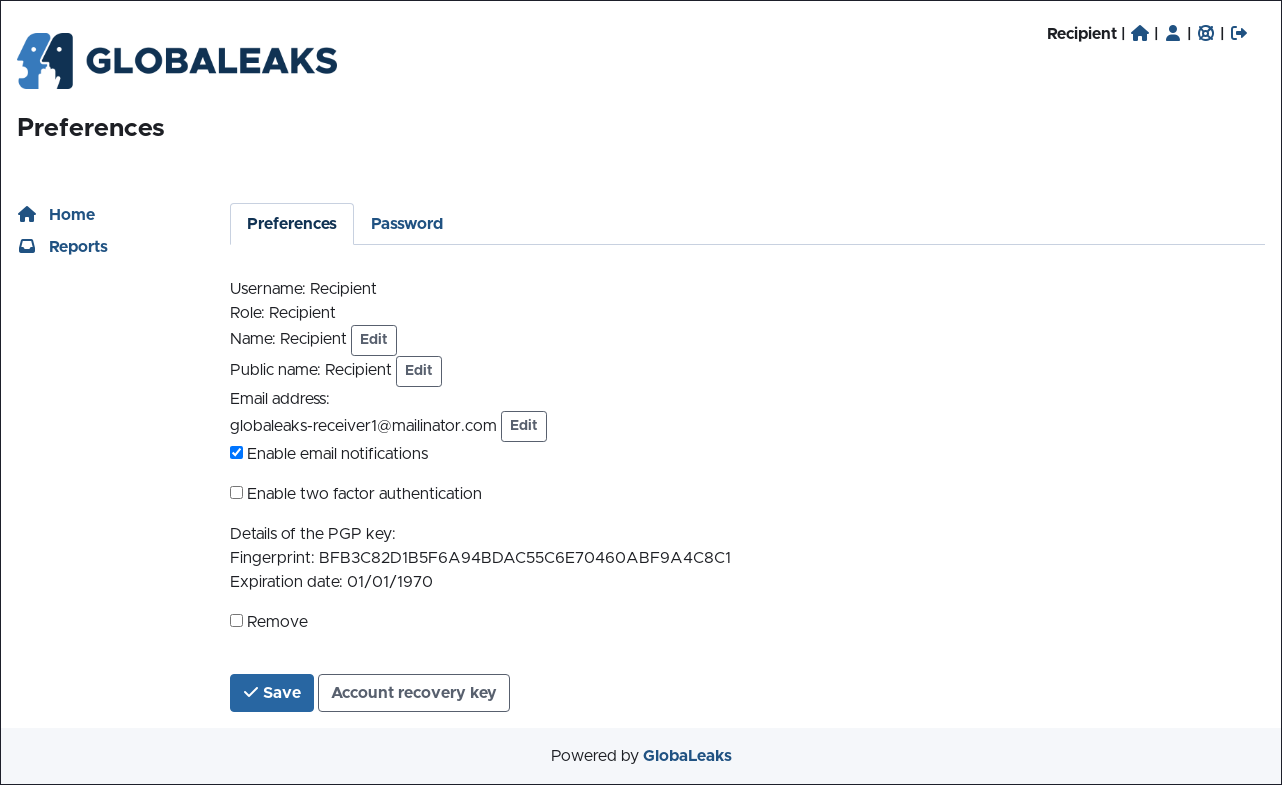 Recipient | | | |
GLOBALEAKS
Preferences
Home
Reports
Preferences Password
Username: Recipient
Role: Recipient
Name: Recipient Edit
Public name: Recipient Edit
Email address:
globaleaks-receiver1@mailinator.com Edit
Enable email notifications
Enable two factor authentication
Details of the PGP key:
Fingerprint: BFB3C82D1B5F6A94BDAC55C6E70460ABF9A4C8C1
Expiration date: 01/01/1970
Remove
Save Account recovery key
Powered by GlobaLeaks